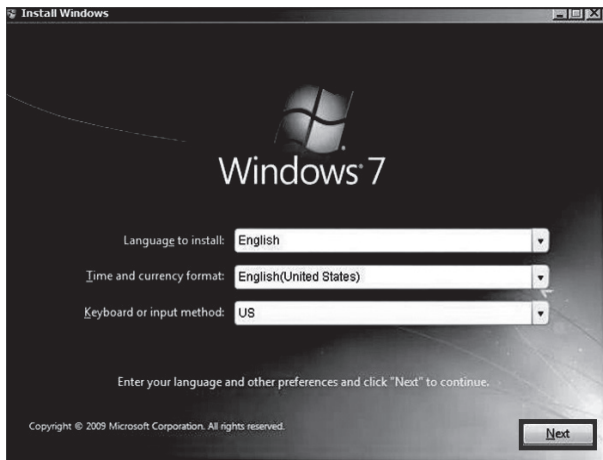 Install Windows
Windows 7
Language to install: English
Time and currency format: English(United States)
Keyboard or input method: US
Enter your language and other preferences and click "Next" to continue.
Copyright © 2009 Microsoft Corporation. All rights reserved.
Next